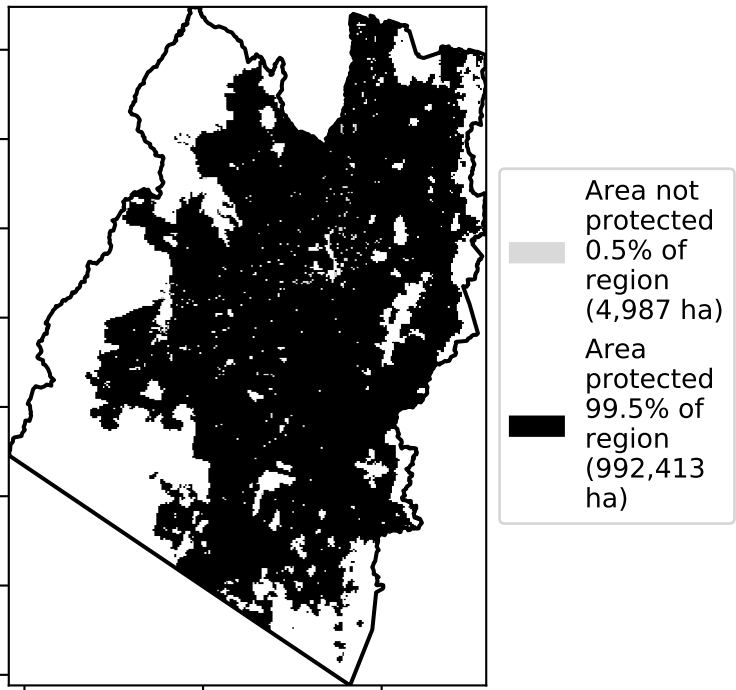 Area not
protected
0.5% of
region
(4,987 ha)
Area
protected
99.5% of
region
(992,413
ha)